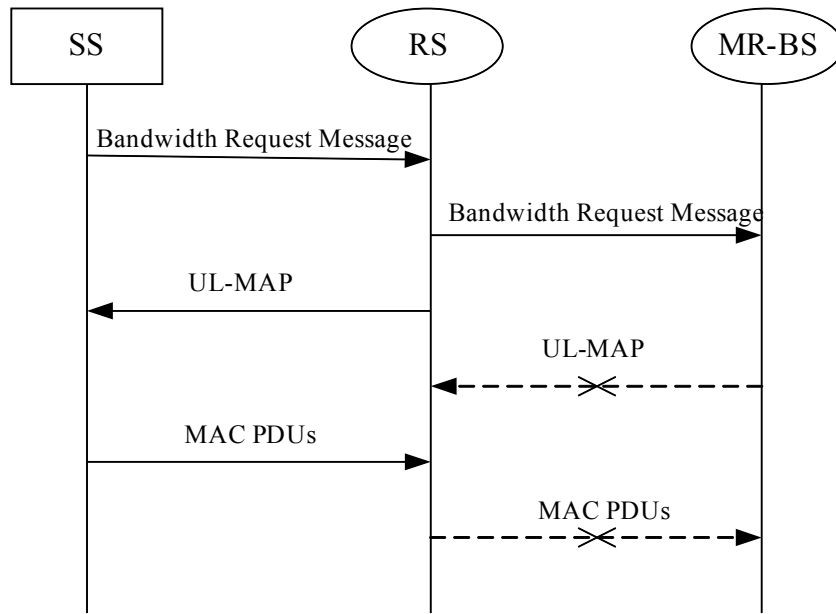 SS
RS
MR-BS
Bandwidth Request Message
Bandwidth Request Message
UL-MAP
UL-MAP
MAC PDUs
MAC PDUs